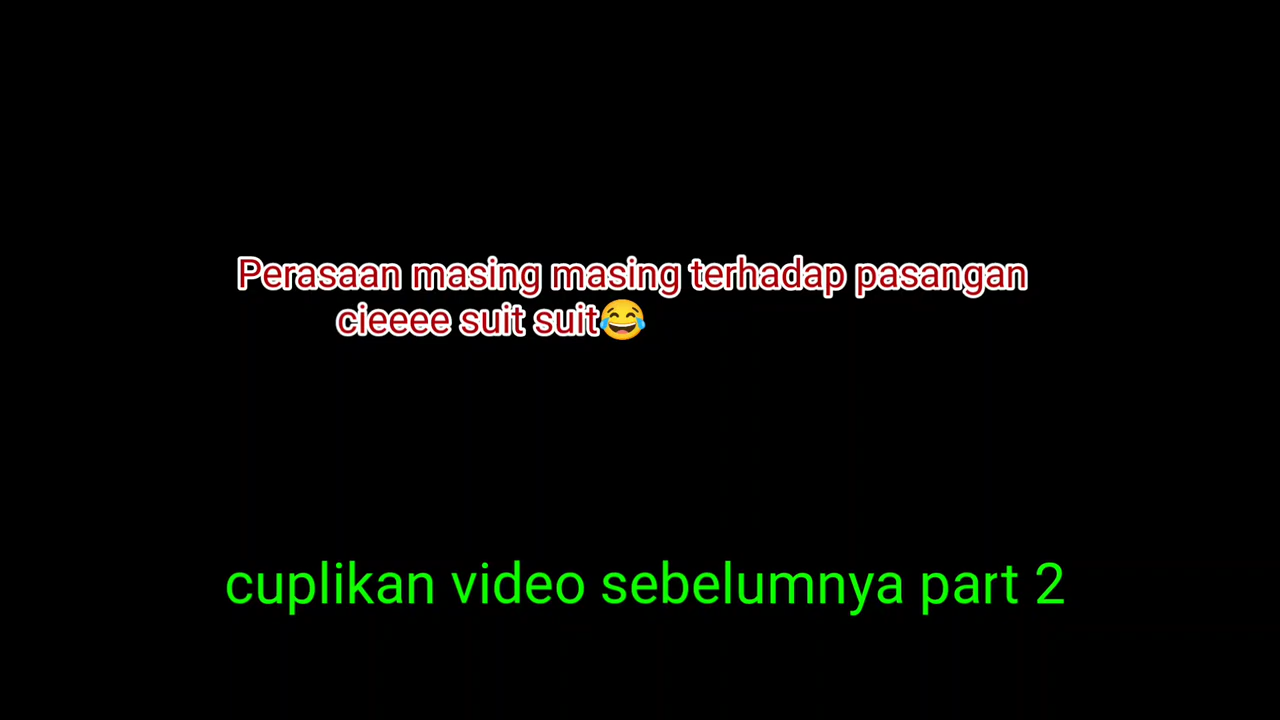 Perasaan masing masing terhadap pasangan
cieeee suit suit😂
cuplikan video sebelumnya part 2